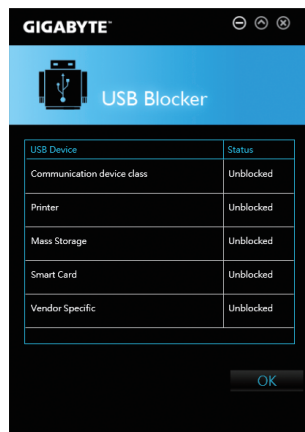 GIGABYTE™
USB Blocker
USB Device Status
Communication device class Unblocked
Printer Unblocked
Mass Storage Unblocked
Smart Card Unblocked
Vendor Specific Unblocked
OK